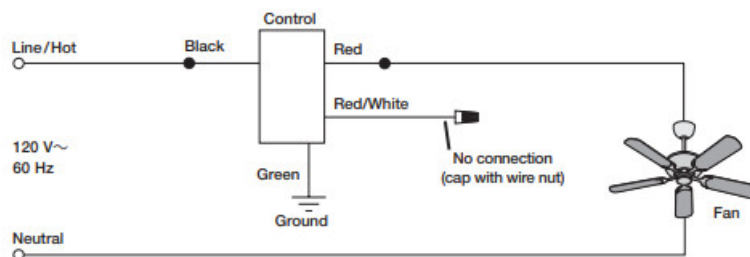 Control
Line/Hot
Black
Red
Red/White
120 V~
60 Hz
No connection
(cap with wire nut)
Green
Ground
Fan
Neutral